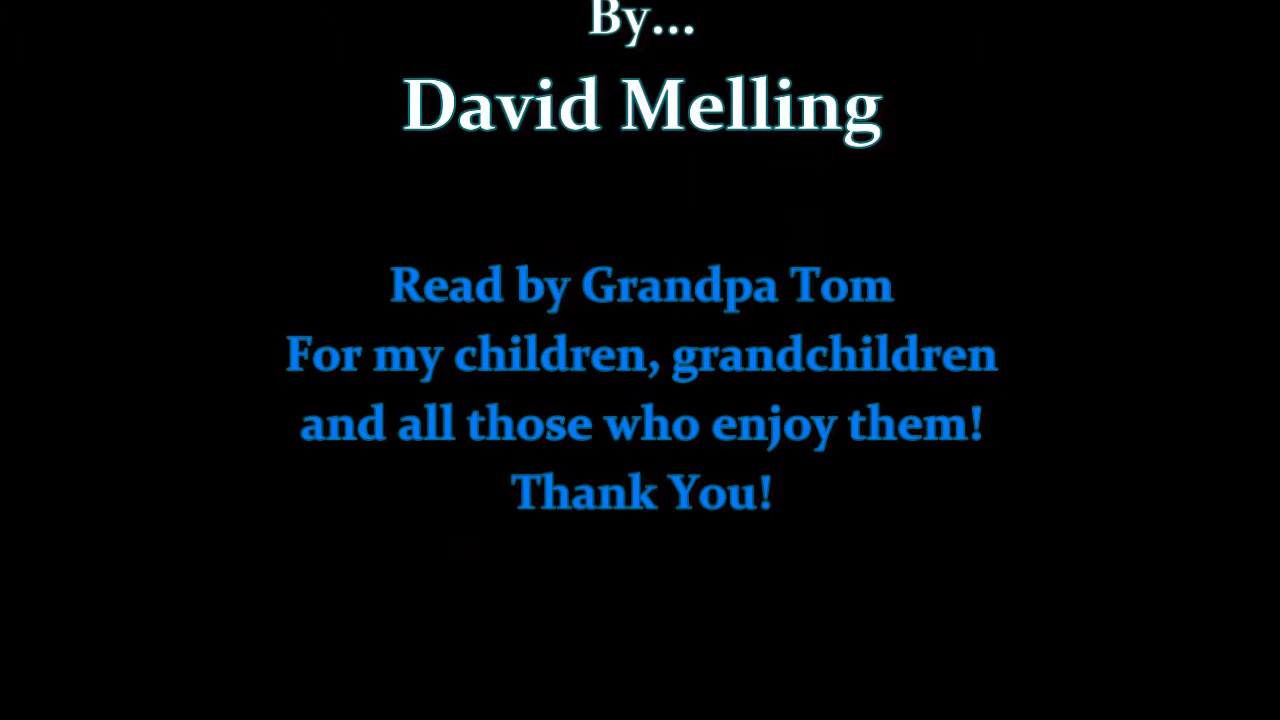 By...
David Melling
Read by Grandpa Tom
For my children, grandchildren
and all those who enjoy them!
Thank You!